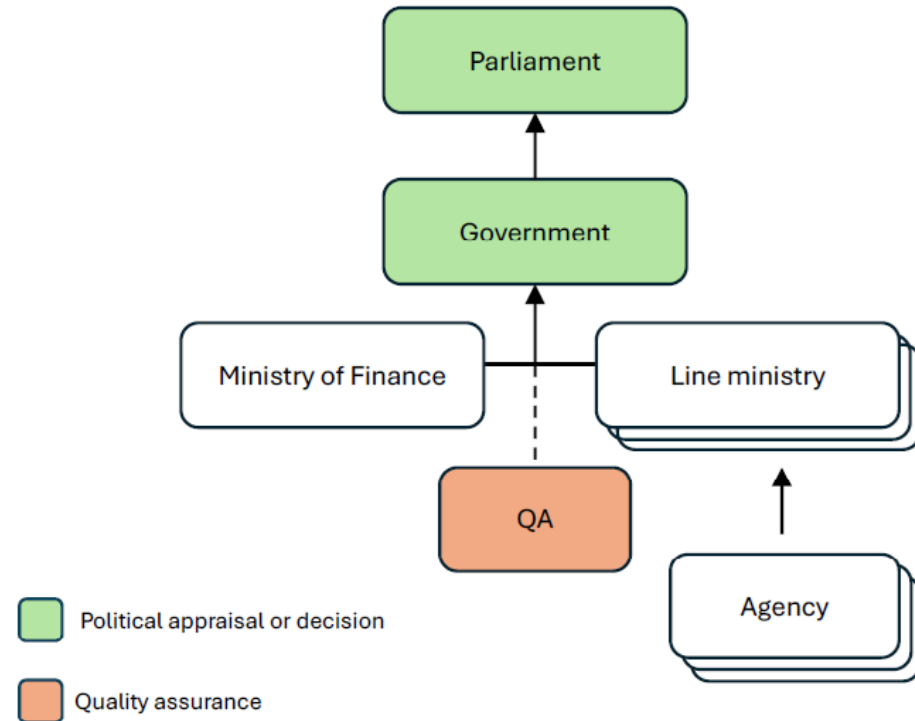 Parliament
Government
Ministry of Finance
Line ministry
QA
Agency
Political appraisal or decision
Quality assurance